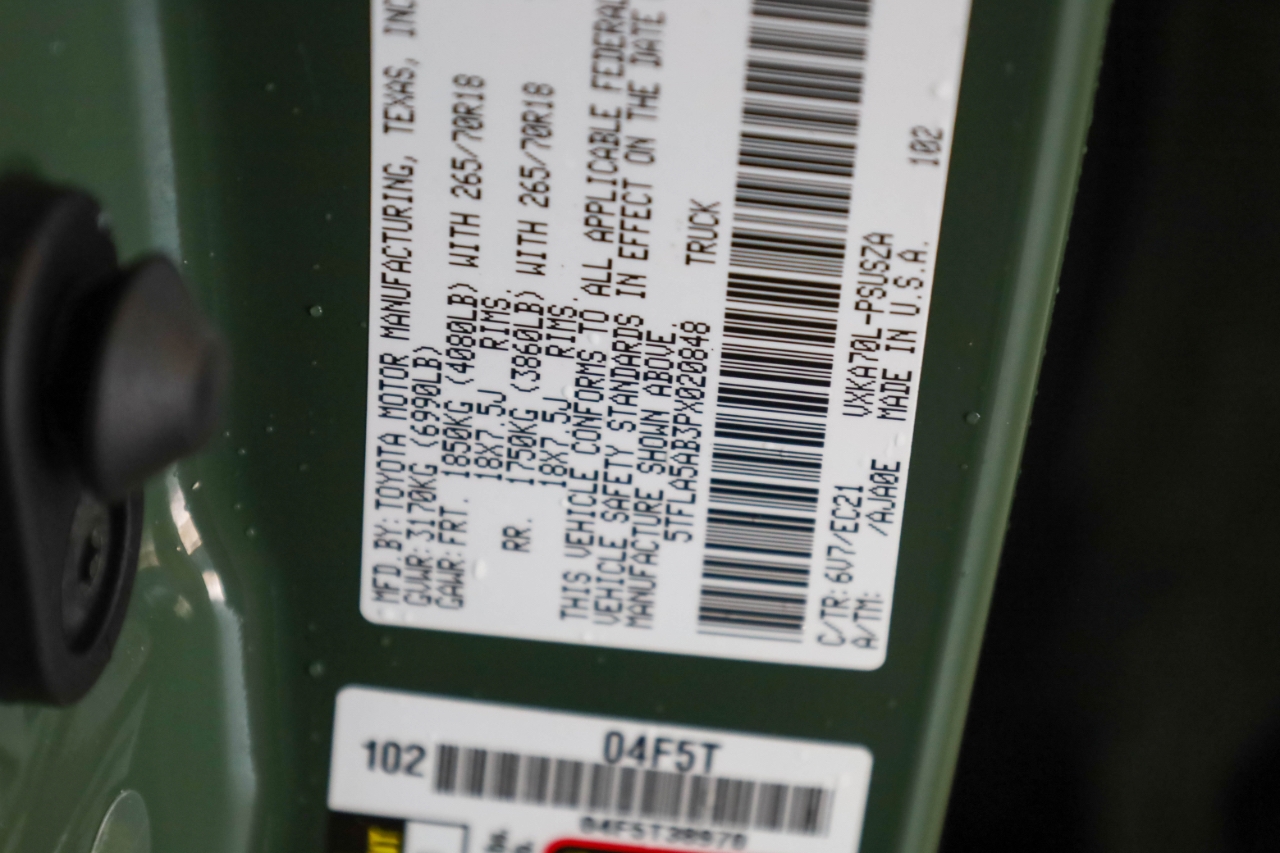 MFD. BY: TOYOTA MOTOR MANUFACTURING, TEXAS, INC
GVWR: 3170KG (6990LB)
GAWR: FRT. 1850KG (4080LB) WITH 265/70R18
18X7.5J RIMS.
RR. 1750KG (3860LB) WITH 265/70R18
18X7.5J RIMS.
THIS VEHICLE CONFORMS TO ALL APPLICABLE FEDERA
VEHICLE SAFETY STANDARDS IN EFFECT ON THE DATE
MANUFACTURE SHOWN ABOVE.
5TFLA5AB3PX020848 TRUCK
C/TR: 6V7/EC21 VXKA70L-PSUSZA 102
A/TM: /AJA0E MADE IN U.S.A.
04F5T
102